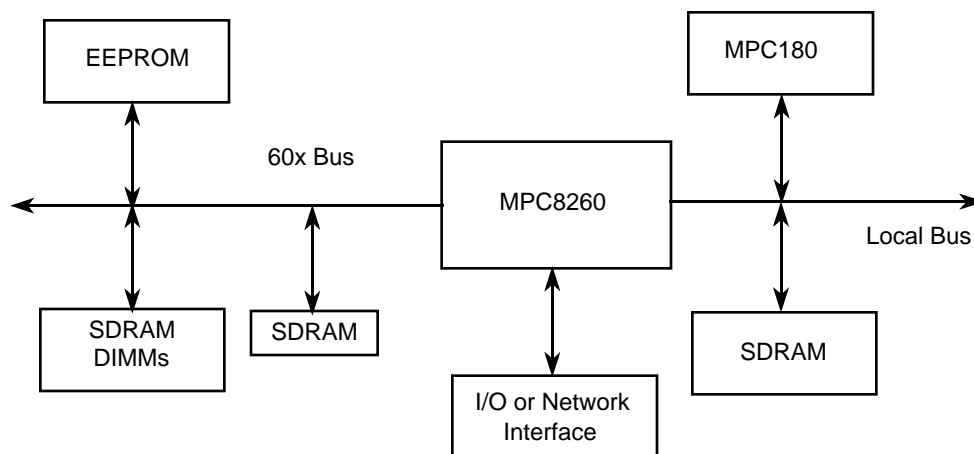 EEPROM
MPC180
60x Bus
MPC8260
Local Bus
SDRAM
DIMMs
SDRAM
SDRAM
I/O or Network
Interface